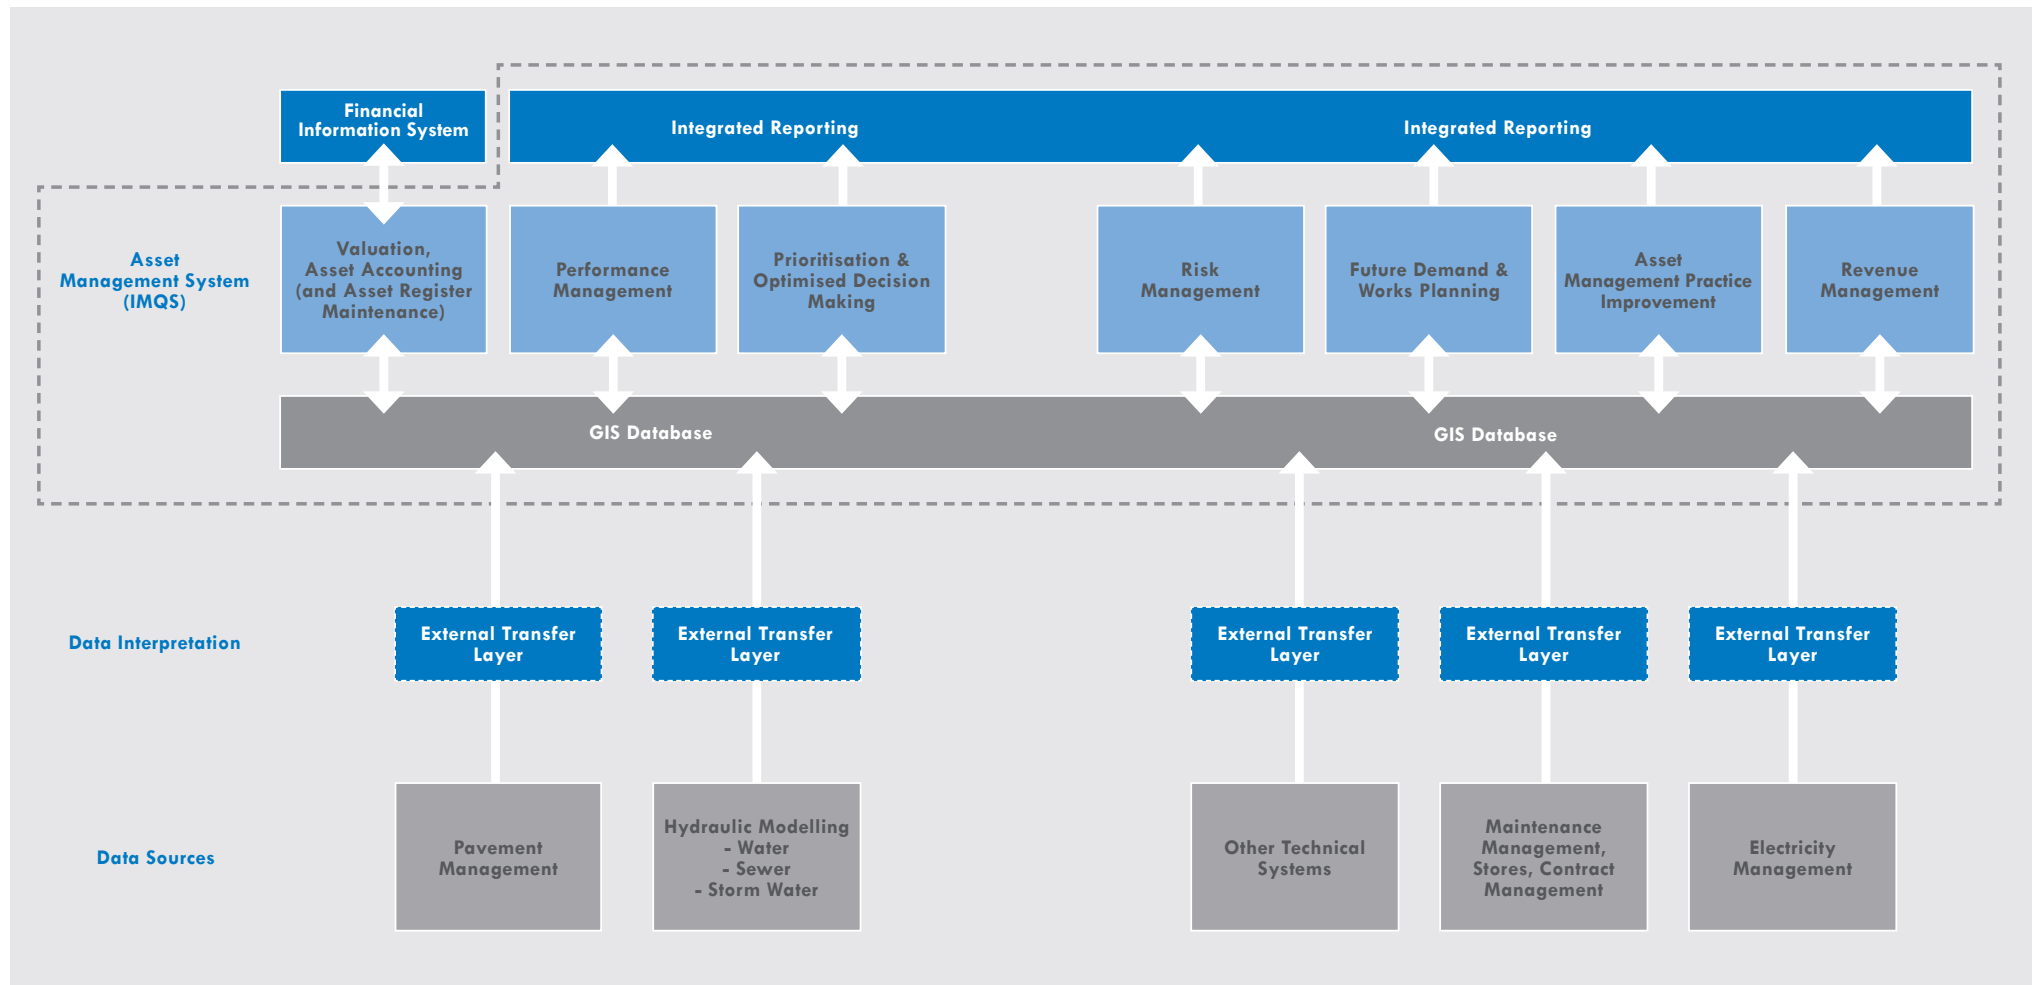 Financial
Information System
Integrated Reporting
Integrated Reporting
Asset
Management System
(IMQS)
Valuation,
Asset Accounting
(and Asset Register
Maintenance)
Performance
Management
Prioritisation &
Optimised Decision
Making
Risk
Management
Future Demand &
Works Planning
Asset
Management Practice
Improvement
Revenue
Management
GIS Database
GIS Database
Data Interpretation
External Transfer
Layer
External Transfer
Layer
External Transfer
Layer
External Transfer
Layer
External Transfer
Layer
Data Sources
Pavement
Management
Hydraulic Modelling
- Water
- Sewer
- Storm Water
Other Technical
Systems
Maintenance
Management,
Stores, Contract
Management
Electricity
Management